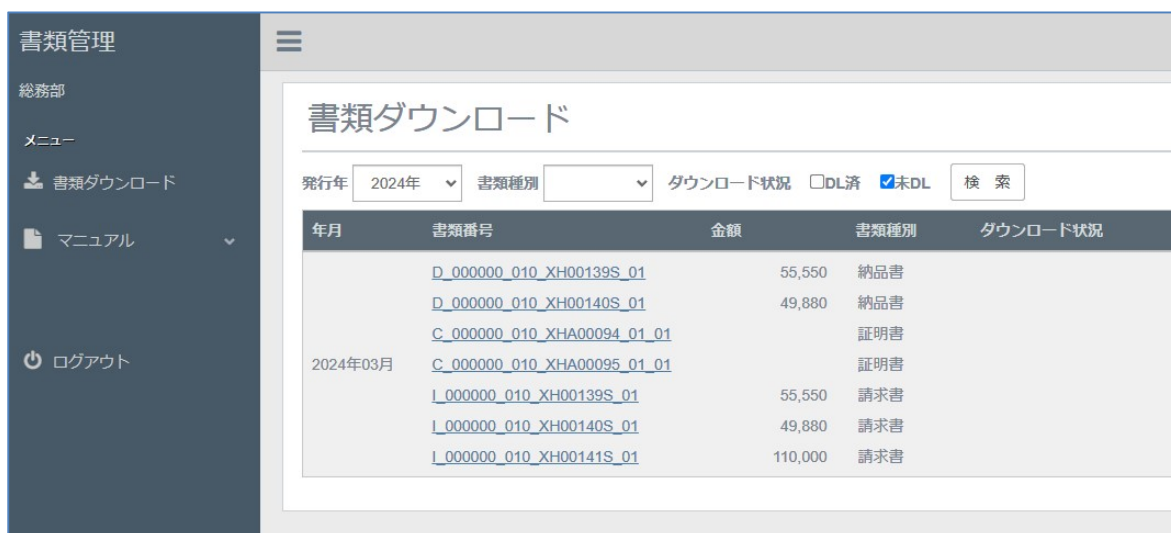 書類管理
総務部
メニュー
書類ダウンロード
マニュアル
ログアウト
書類ダウンロード
発行年 2024年 書類種別 ダウンロード状況 DL済 未DL 検 索
年月 書類番号 金額 書類種別 ダウンロード状況
D_000000_010_XH00139S_01 55,550 納品書
D_000000_010_XH00140S_01 49,880 納品書
C_000000_010_XHA00094_01_01 証明書
2024年03月 C_000000_010_XHA00095_01_01 証明書
I_000000_010_XH00139S_01 55,550 請求書
I_000000_010_XH00140S_01 49,880 請求書
I_000000_010_XH00141S_01 110,000 請求書